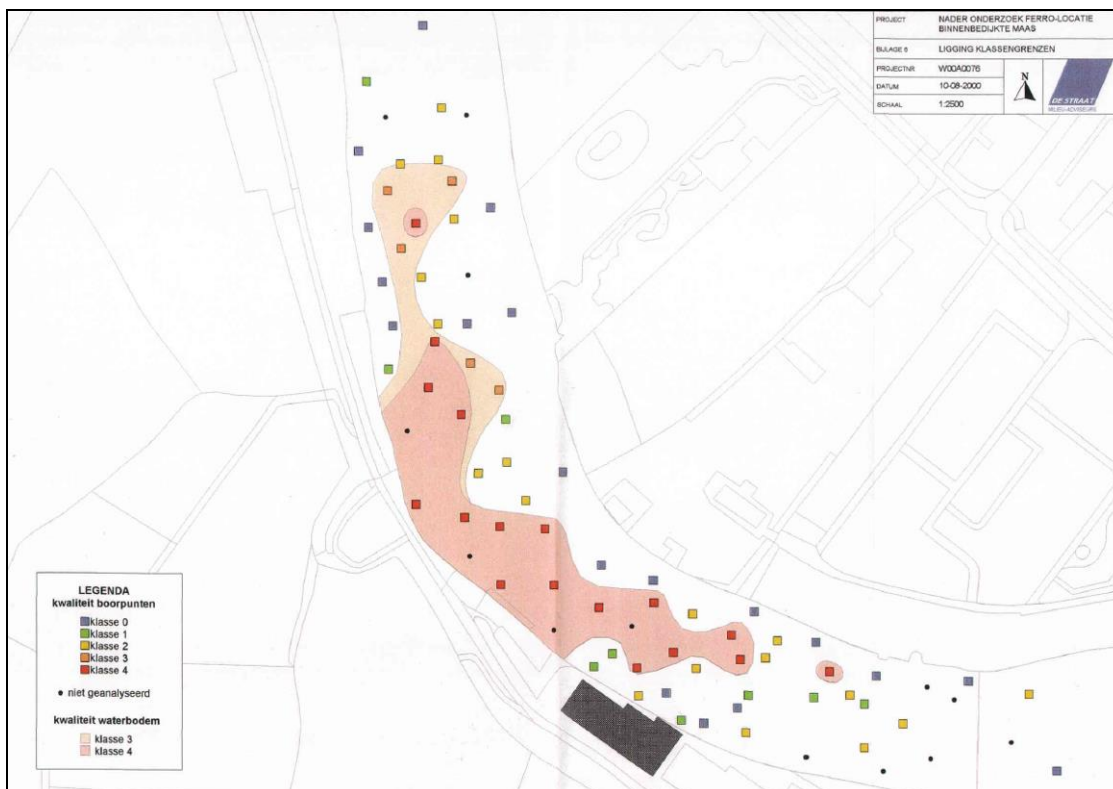 PROJECT NADER ONDERZOEK FERRO-LOCATIE
BINNENBEDIJKTE MAAS
BIJLAGE 6 LIGGING KLASSENGRENZEN
PROJECTNR W00A0076
DATUM 10-08-2000
SCHAAL 1:2500
N
DE STRAAT
MILIEU-ADVISEURS
LEGENDA
kwaliteit boorpunten
klasse 0
klasse 1
klasse 2
klasse 3
klasse 4
niet geanalyseerd
kwaliteit waterbodem
klasse 3
klasse 4